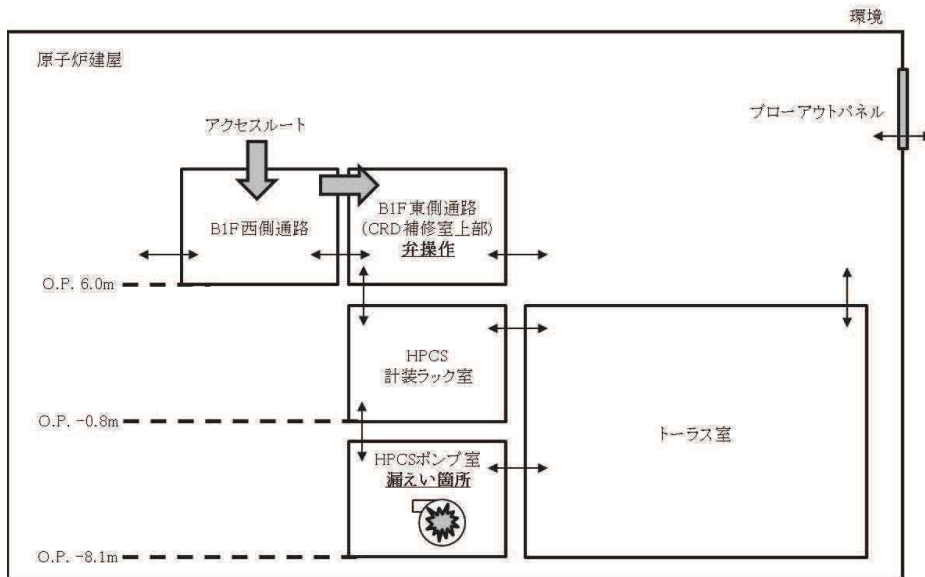 環境
原子炉建屋
ブローアウトパネル
アクセスルート
B1F西側通路
B1F東側通路
(CRD補修室上部)
弁操作
O.P. 6.0m
HPCS
計装ラック室
O.P. -0.8m
トーラス室
HPCSポンプ室
漏えい箇所
O.P. -8.1m